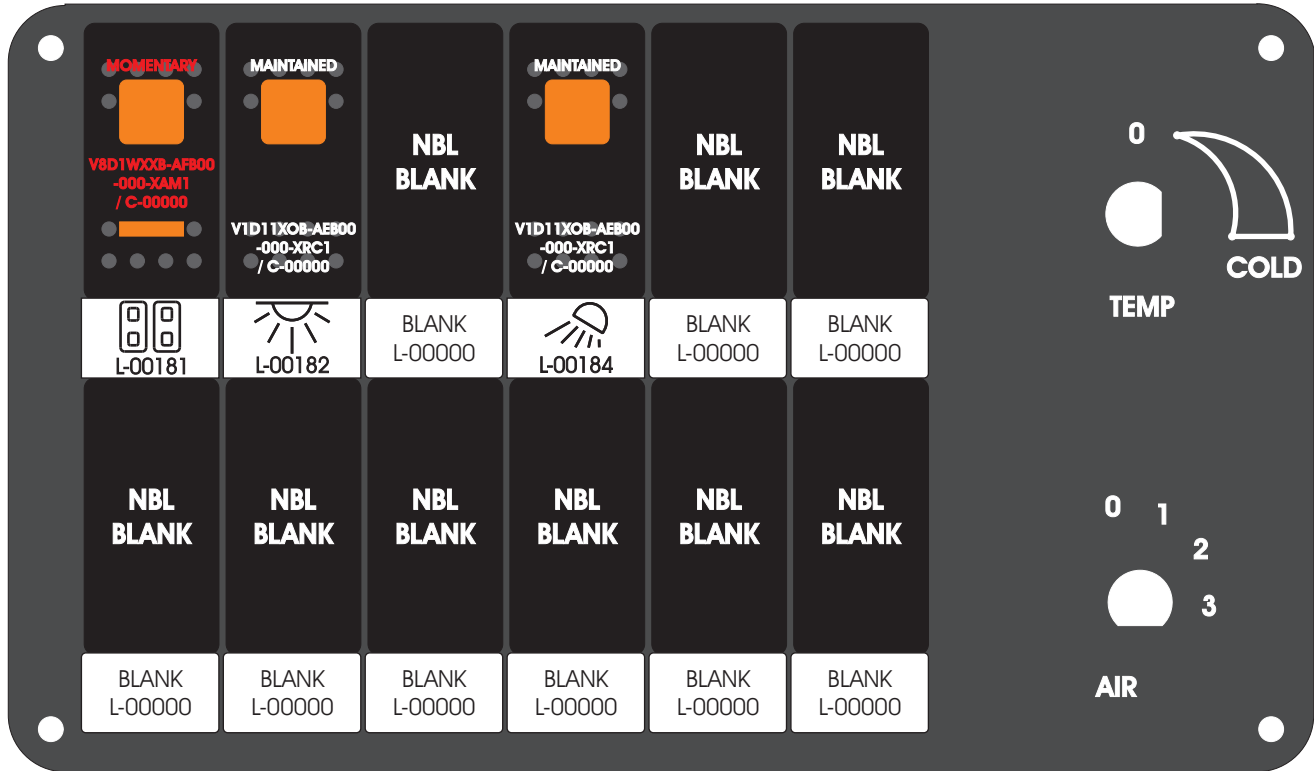 MOMENTARY
V8D1WXXB-AFB00
-000-XAM1
/ C-00000
L-00181
MAINTAINED
V1D11XOB-AEB00
-000-XRC1
/ C-00000
L-00182
NBL
BLANK
BLANK
L-00000
MAINTAINED
V1D11XOB-AEB00
-000-XRC1
/ C-00000
L-00184
NBL
BLANK
BLANK
L-00000
NBL
BLANK
BLANK
L-00000
0
COLD
TEMP
NBL
BLANK
BLANK
L-00000
NBL
BLANK
BLANK
L-00000
NBL
BLANK
BLANK
L-00000
NBL
BLANK
BLANK
L-00000
NBL
BLANK
BLANK
L-00000
NBL
BLANK
BLANK
L-00000
0
1
2
3
AIR